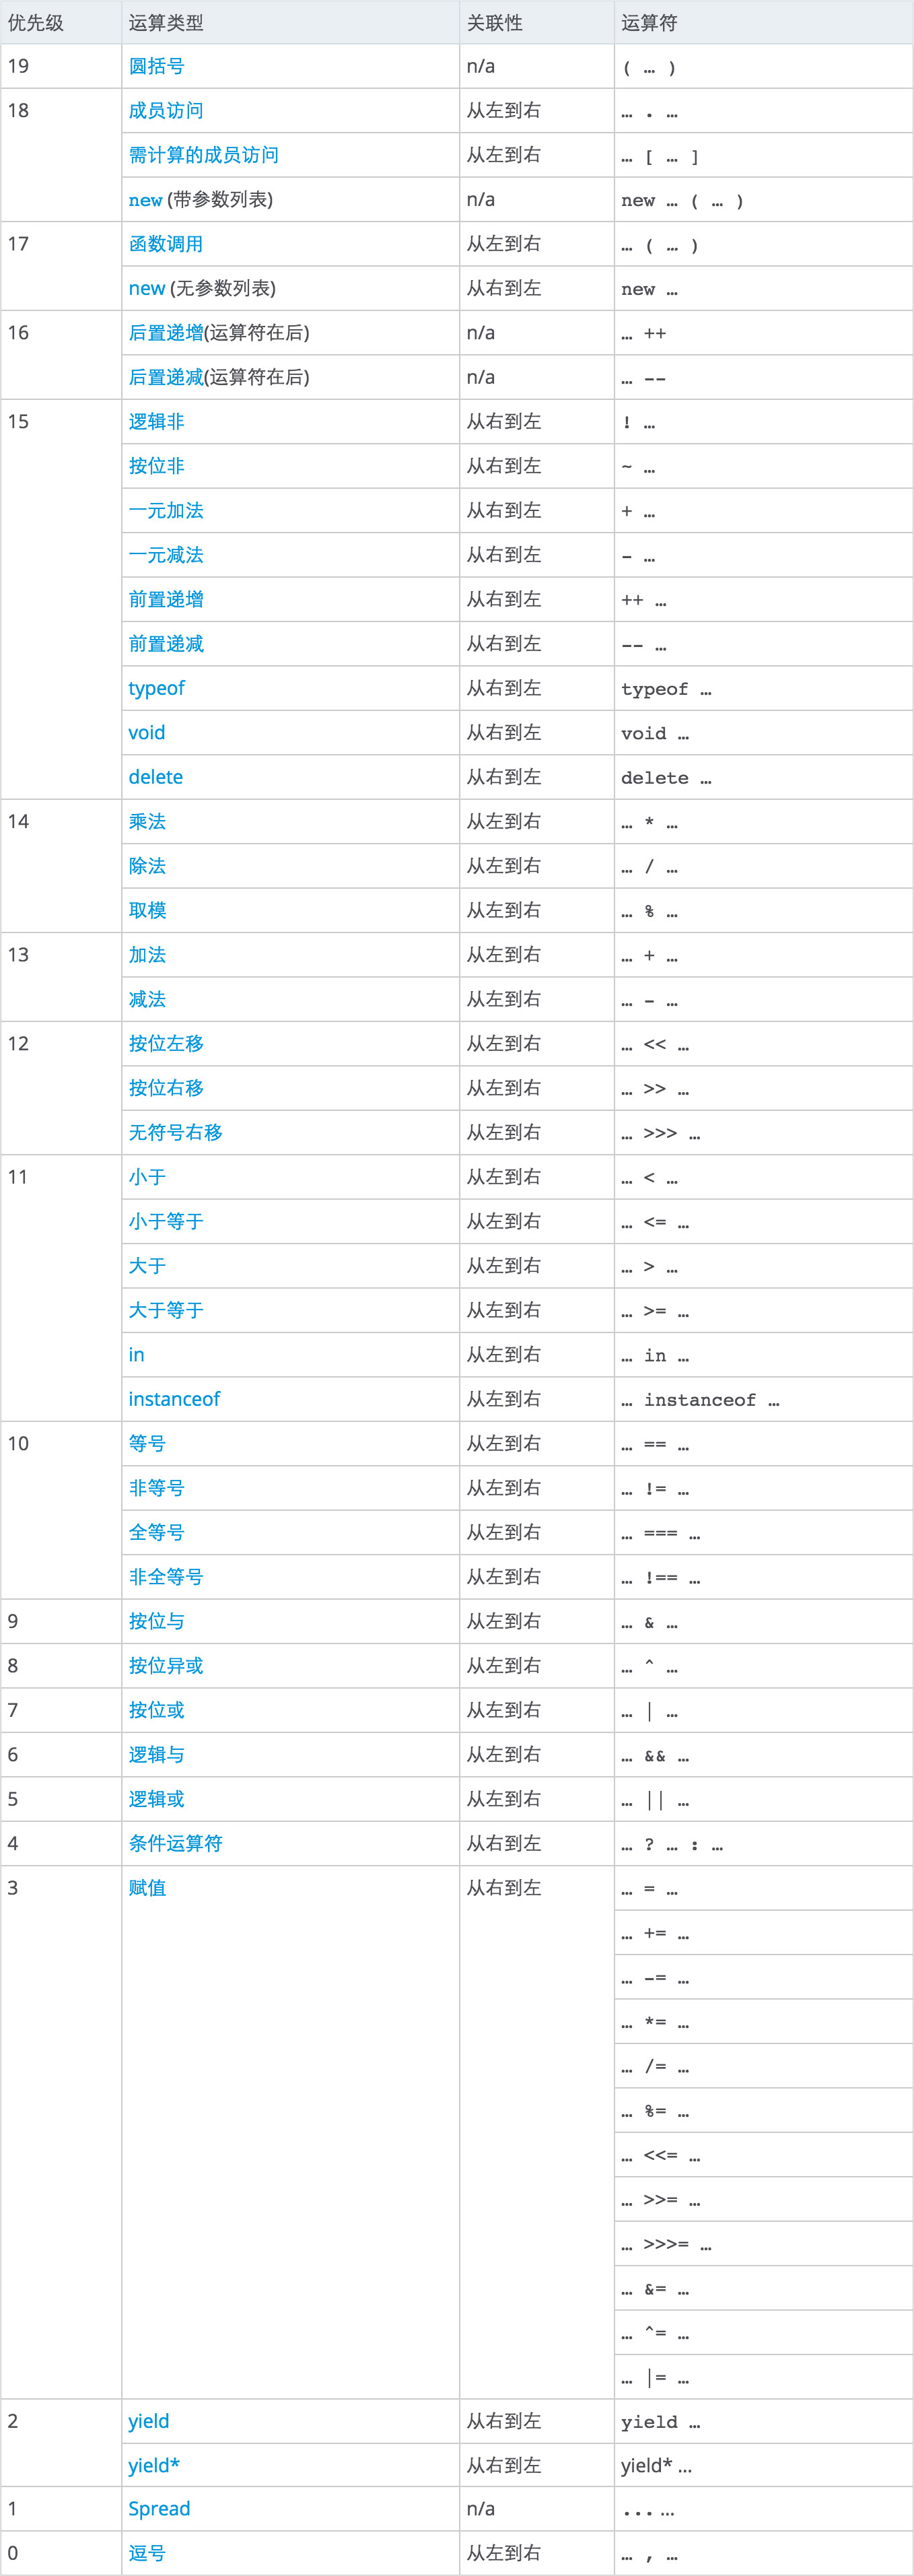 优先级 运算类型 关联性 运算符
19 圆括号 n/a ( … )
18 成员访问 从左到右 … . …
需计算的成员访问 从左到右 … [ … ]
new (带参数列表) n/a new … ( … )
17 函数调用 从左到右 … ( … )
new (无参数列表) 从右到左 new …
16 后置递增(运算符在后) n/a … ++
后置递减(运算符在后) n/a … --
15 逻辑非 从右到左 ! …
按位非 从右到左 ~ …
一元加法 从右到左 + …
一元减法 从右到左 - …
前置递增 从右到左 ++ …
前置递减 从右到左 -- …
typeof 从右到左 typeof …
void 从右到左 void …
delete 从右到左 delete …
14 乘法 从左到右 … * …
除法 从左到右 … / …
取模 从左到右 … % …
13 加法 从左到右 … + …
减法 从左到右 … - …
12 按位左移 从左到右 … << …
按位右移 从左到右 … >> …
无符号右移 从左到右 … >>> …
11 小于 从左到右 … < …
小于等于 从左到右 … <= …
大于 从左到右 … > …
大于等于 从左到右 … >= …
in 从左到右 … in …
instanceof 从左到右 … instanceof …
10 等号 从左到右 … == …
非等号 从左到右 … != …
全等号 从左到右 … === …
非全等号 从左到右 … !== …
9 按位与 从左到右 … & …
8 按位异或 从左到右 … ^ …
7 按位或 从左到右 … | …
6 逻辑与 从左到右 … && …
5 逻辑或 从左到右 … || …
4 条件运算符 从右到左 … ? … : …
3 赋值 从右到左 … = …
… += …
… -= …
… *= …
… /= …
… %= …
… <<= …
… >>= …
… >>>= …
… &= …
… ^= …
… |= …
2 yield 从右到左 yield …
yield* 从右到左 yield* …
1 Spread n/a ... …
0 逗号 从左到右 … , …